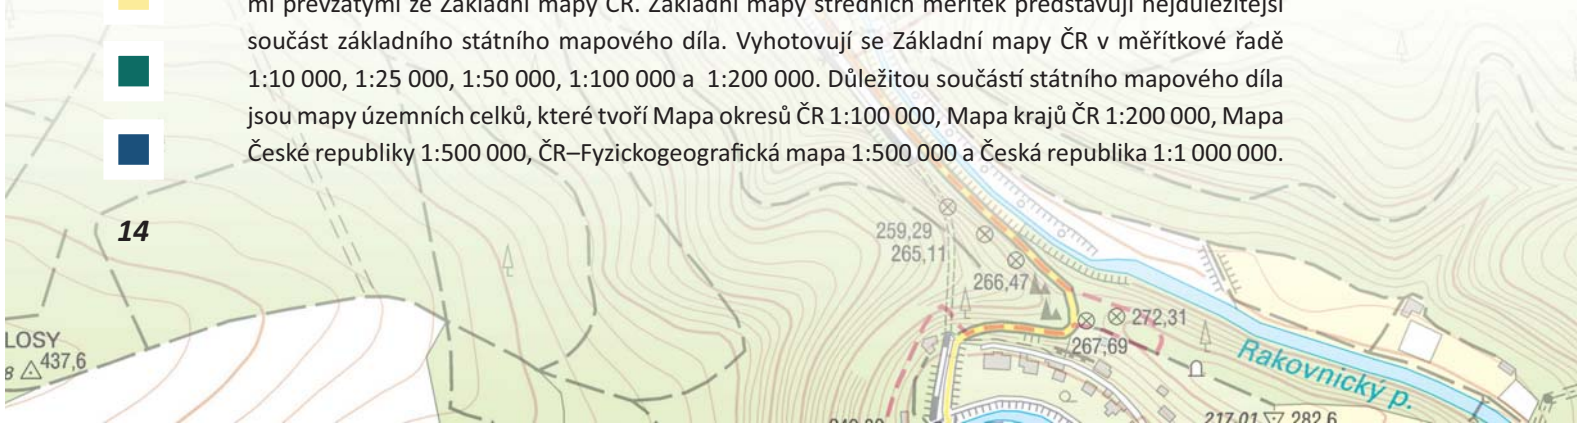 mi převzatými ze Základní mapy ČR. Základní mapy středních měřítek představují nejdůležitější
součást základního státního mapového díla. Vyhotovují se Základní mapy ČR v měřítkové řadě
1:10 000, 1:25 000, 1:50 000, 1:100 000 a 1:200 000. Důležitou součástí státního mapového díla
jsou mapy územních celků, které tvoří Mapa okresů ČR 1:100 000, Mapa krajů ČR 1:200 000, Mapa
České republiky 1:500 000, ČR–Fyzickogeografická mapa 1:500 000 a Česká republika 1:1 000 000.
14
259,29
265,11
266,47
272,31
267,69
LOSY
8 437,6
Rakovnický p.
217.01 282,6